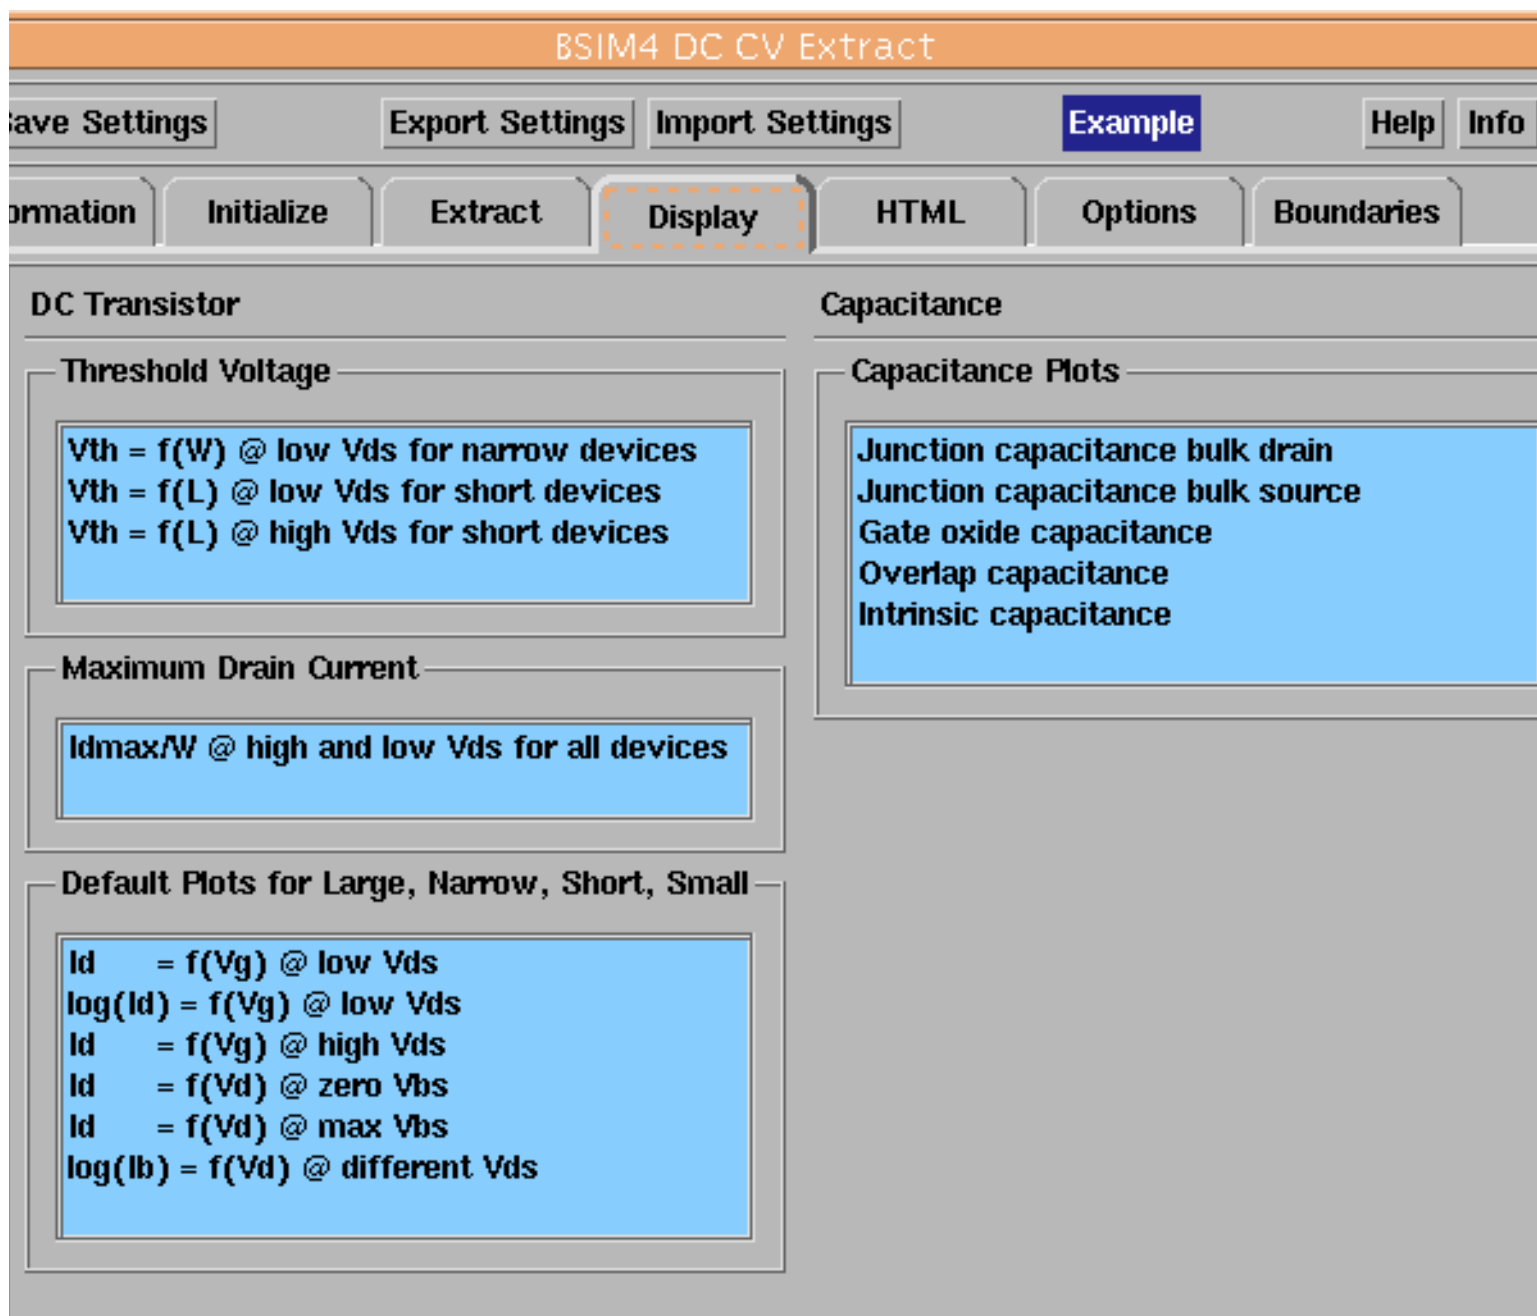 BSIM4 DC CV Extract
Save Settings Export Settings Import Settings Example Help Info
Initialize Extract Display HTML Options Boundaries
DC Transistor
Threshold Voltage
Vth = f(W) @ low Vds for narrow devices
Vth = f(L) @ low Vds for short devices
Vth = f(L) @ high Vds for short devices
Maximum Drain Current
Idmax/W @ high and low Vds for all devices
Default Plots for Large, Narrow, Short, Small
Id = f(Vg) @ low Vds
log(Id) = f(Vg) @ low Vds
Id = f(Vg) @ high Vds
Id = f(Vd) @ zero Vbs
Id = f(Vd) @ max Vbs
log(Ib) = f(Vd) @ different Vds
Capacitance
Capacitance Plots
Junction capacitance bulk drain
Junction capacitance bulk source
Gate oxide capacitance
Overlap capacitance
Intrinsic capacitance